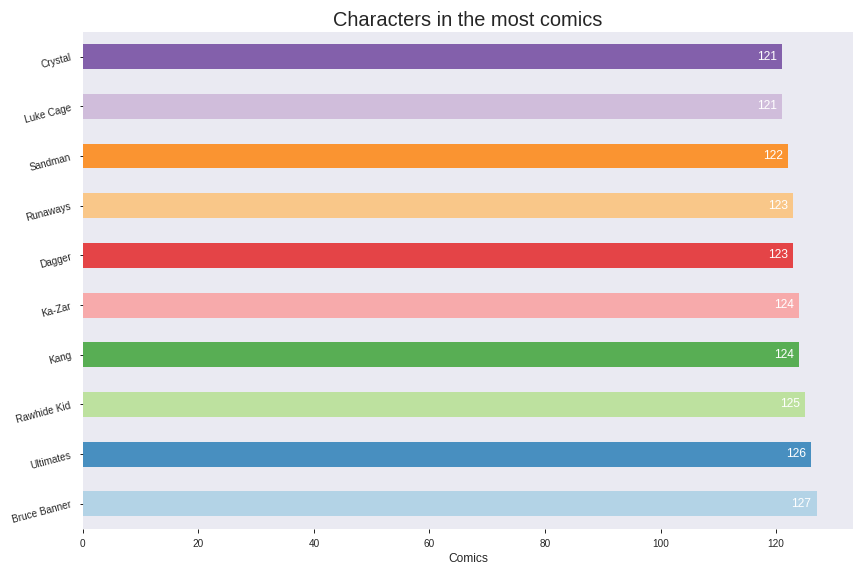 Characters in the most comics
Crystal 121
Luke Cage 121
Sandman 122
Runaways 123
Dagger 123
Ka-Zar 124
Kang 124
Rawhide Kid 125
Ultimates 126
Bruce Banner 127
0 20 40 60 80 100 120
Comics